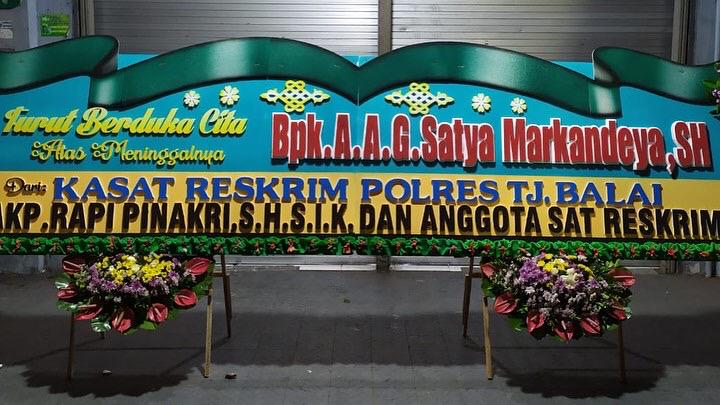 Turut Berduka Cita
Atas Meninggalnya
Bpk.A.A.G.Satya Markandeya,SH
Dari:
KASAT RESKRIM POLRES TJ.BALAI
AKP.RAPI PINAKRI,S.H.S.I.K. DAN ANGGOTA SAT RESKRIM